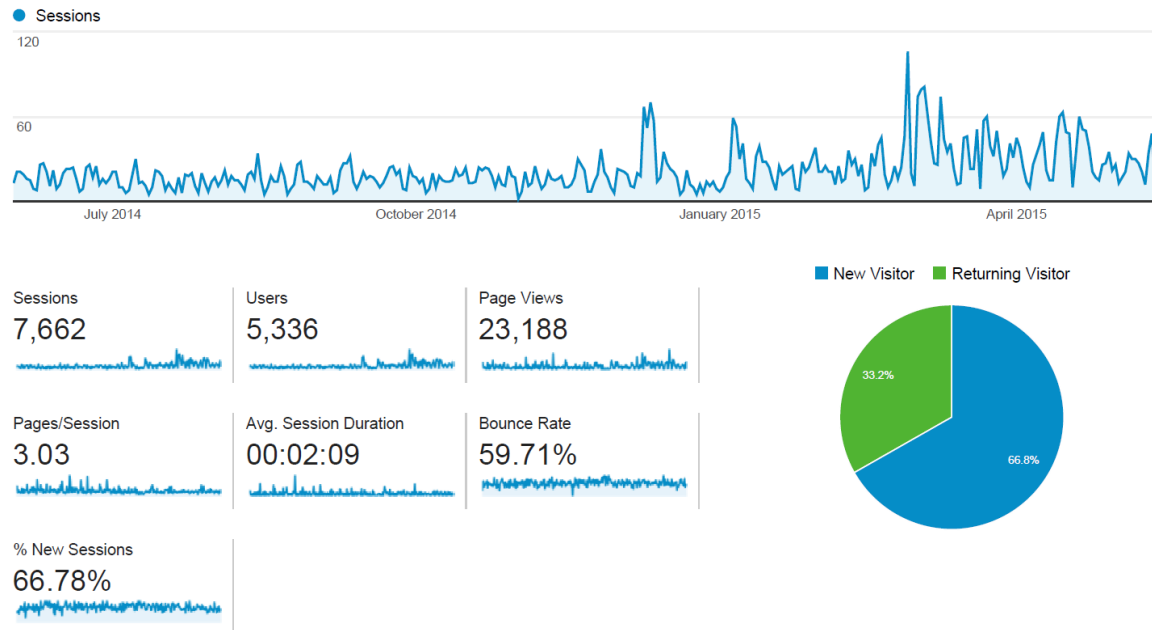 Sessions
120
60
July 2014 October 2014 January 2015 April 2015
New Visitor Returning Visitor
Sessions Users Page Views
7,662 5,336 23,188
33.2%
Pages/Session Avg. Session Duration Bounce Rate
3.03 00:02:09 59.71%
66.8%
% New Sessions
66.78%